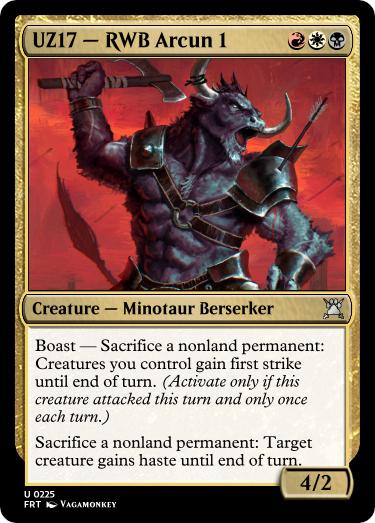 UZ17 — RWB Arcun 1
Creature — Minotaur Berserker
Boast — Sacrifice a nonland permanent:
Creatures you control gain first strike
until end of turn. (Activate only if this
creature attacked this turn and only once
each turn.)
Sacrifice a nonland permanent: Target
creature gains haste until end of turn.
4/2
U 0225
FRT VAGAMONKEY